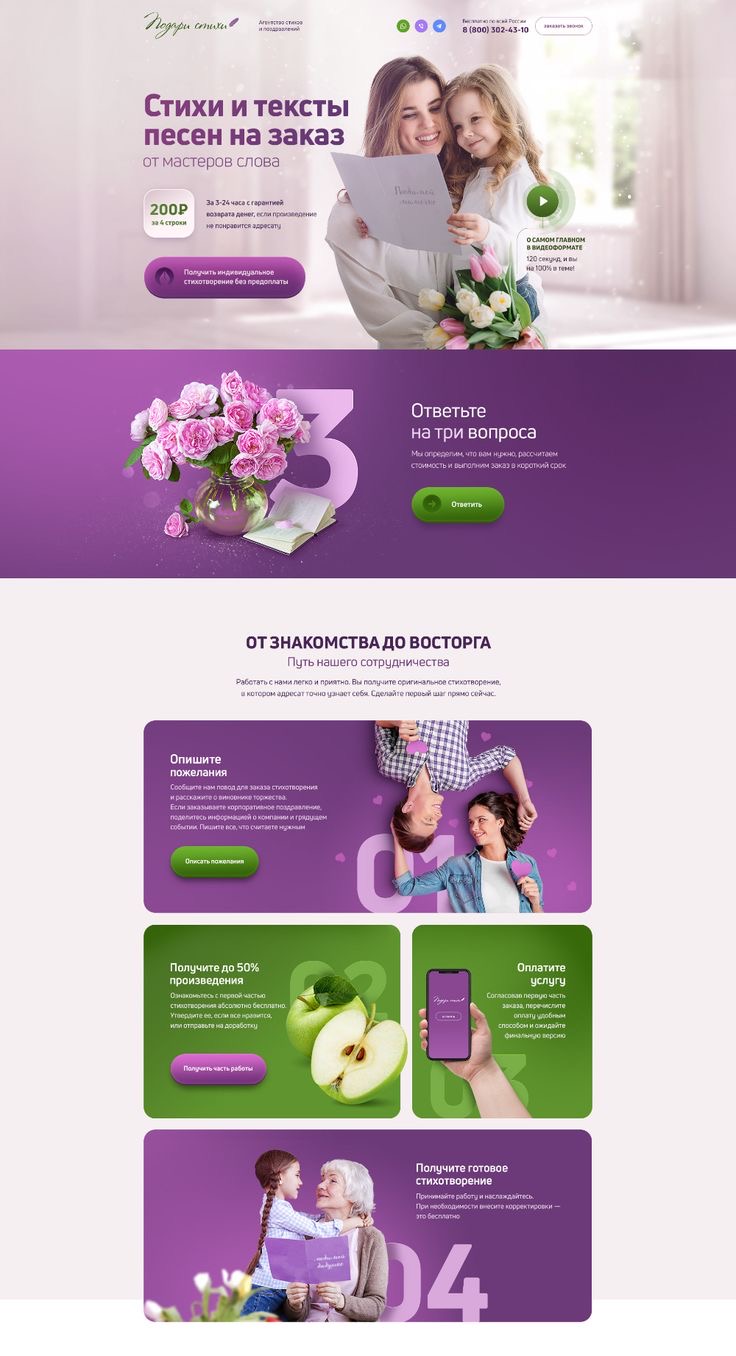 Подари стихи
Агентство стихов
и поздравлений
Бесплатно по всей России
8 (800) 302-43-10
заказать звонок
Стихи и тексты
песен на заказ
от мастеров слова
200₽
за 4 строки
За 3-24 часа с гарантией
возврата денег, если произведение
не понравится адресату
Получить индивидуальное
стихотворение без предоплаты
Любимой
мамочке
О САМОМ ГЛАВНОМ
В ВИДЕОФОРМАТЕ
120 секунд, и вы
на 100% в теме!
3
Ответьте
на три вопроса
Мы определим, что вам нужно, рассчитаем
стоимость и выполним заказ в короткий срок
Ответить
ОТ ЗНАКОМСТВА ДО ВОСТОРГА
Путь нашего сотрудничества
Работать с нами легко и приятно. Вы получите оригинальное стихотворение,
в котором адресат точно узнает себя. Сделайте первый шаг прямо сейчас.
Опишите
пожелания
Сообщите нам повод для заказа стихотворения
и расскажите о виновнике торжества.
Если заказываете корпоративное поздравление,
поделитесь информацией о компании и грядущем
событии. Пишите все, что считаете нужным
Описать пожелания
01
Получите до 50%
произведения
Ознакомьтесь с первой частью
стихотворения абсолютно бесплатно.
Утвердите ее, если все нравится,
или отправьте на доработку
Получить часть работы
02
Оплатите
услугу
Согласовав первую часть
заказа, перечислите
оплату удобным
способом и ожидайте
финальную версию
Подари стихи
03
Получите готовое
стихотворение
Принимайте работу и наслаждайтесь.
При необходимости внесите корректировки —
это бесплатно
любимой
бабушке
04